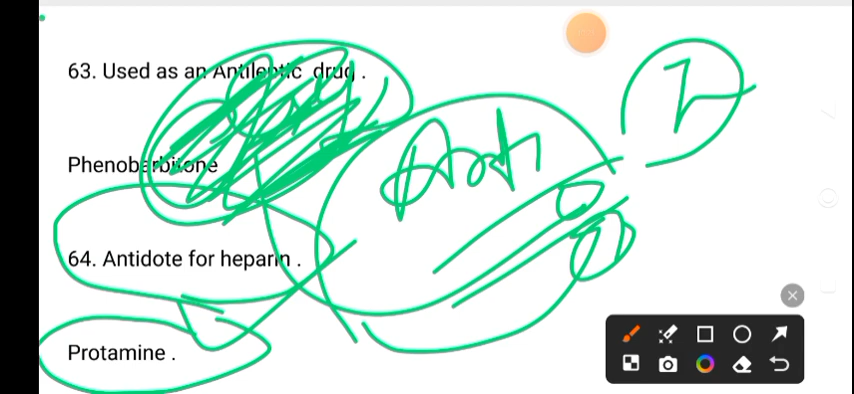 63. Used as an Antileptic drug .
Phenobarbitone
64. Antidote for heparin .
Protamine .